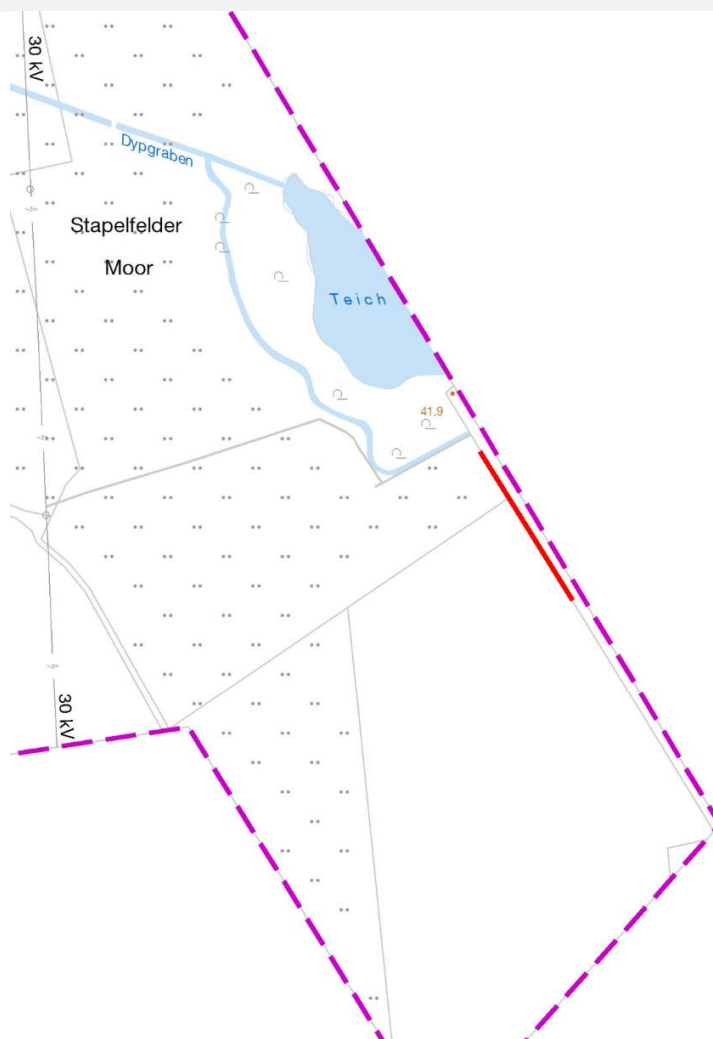 30 kV
Dypgraben
Stapelfelder
Moor
Teich
41.9
30 kV